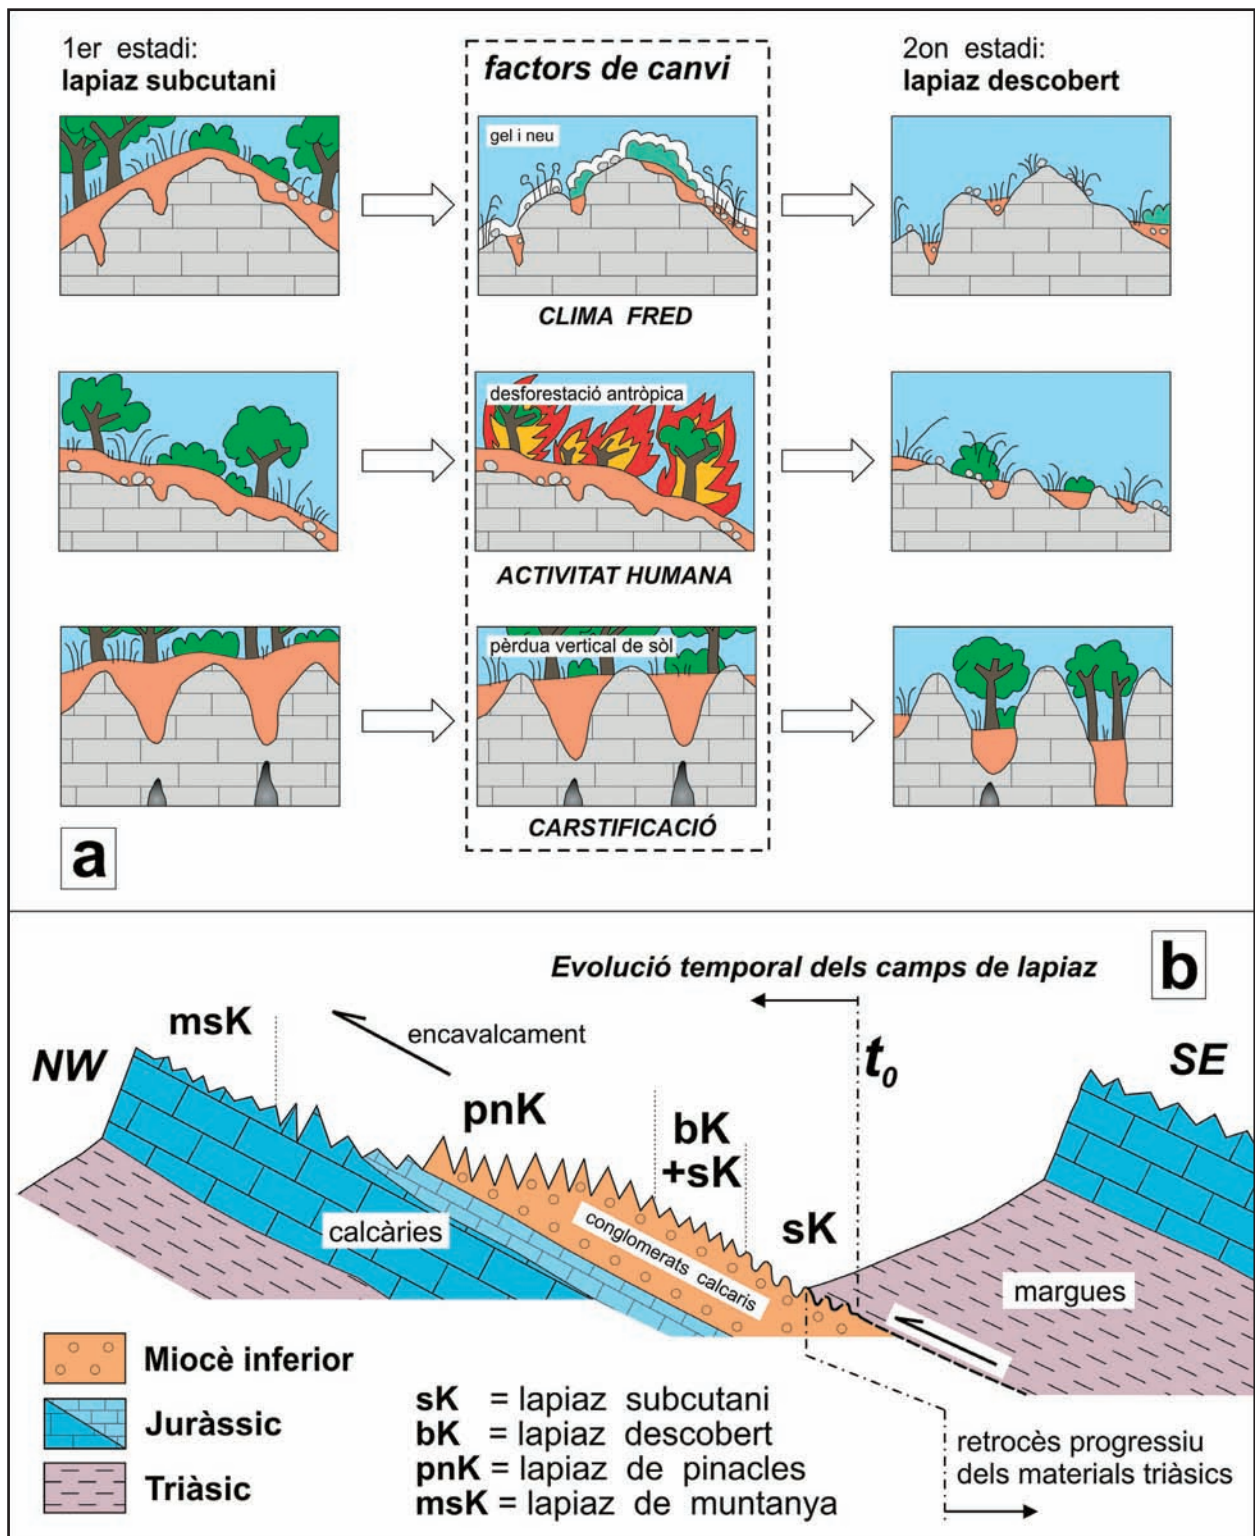 1er estadi:
lapiaz subcutani
factors de canvi
2on estadi:
lapiaz descobert
gel i neu
CLIMA FRED
desforestació antròpica
ACTIVITAT HUMANA
pèrdua vertical de sòl
CARSTIFICACIÓ
a
b
Evolució temporal dels camps de lapiaz
msK
encavalcament
t0
NW
SE
pnK
bK
+sK
sK
calcàries
conglomerats calcaris
margues
Miocè inferior
Juràssic
Triàsic
sK = lapiaz subcutani
bK = lapiaz descobert
pnK = lapiaz de pinacles
msK = lapiaz de muntanya
retrocès progressiu
dels materials triàsics